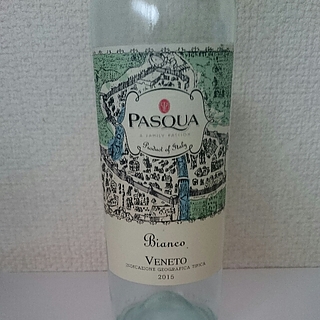 PASQUA
A FAMILY PASSION
Product of Italy
Bianco
VENETO
INDICAZIONE GEOGRAFICA TIPICA
2015